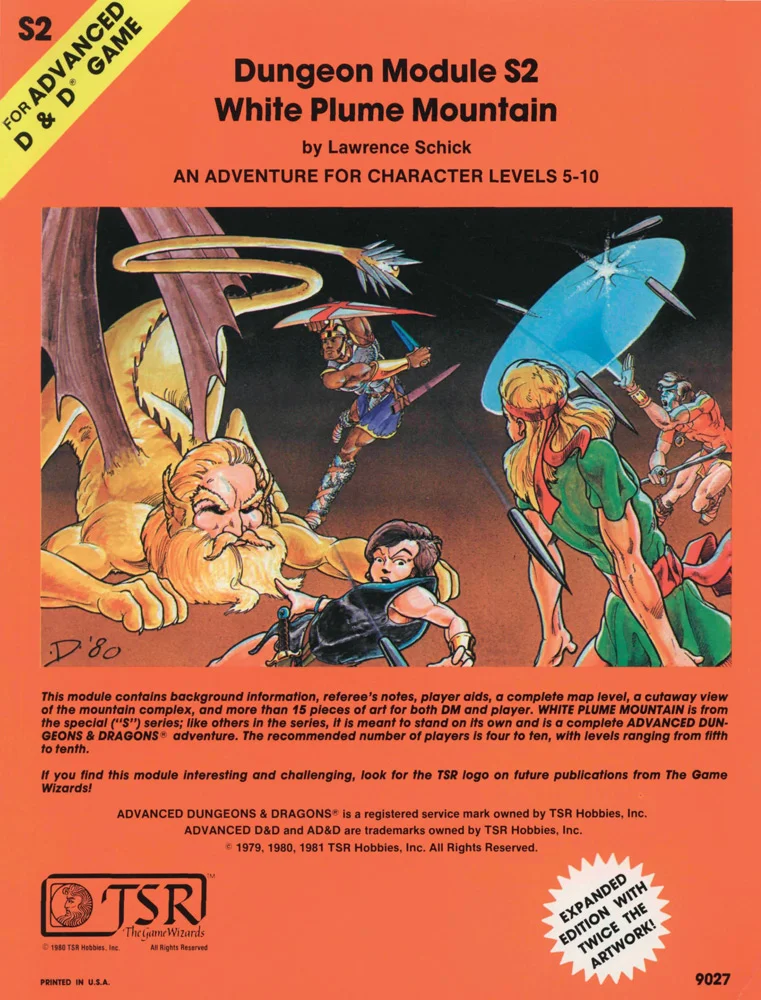 S2
FOR ADVANCED
D & D® GAME
Dungeon Module S2
White Plume Mountain
by Lawrence Schick
AN ADVENTURE FOR CHARACTER LEVELS 5-10
D. '80
This module contains background information, referee's notes, player aids, a complete map level, a cutaway view
of the mountain complex, and more than 15 pieces of art for both DM and player. WHITE PLUME MOUNTAIN is from
the special ("S") series; like others in the series, it is meant to stand on its own and is a complete ADVANCED DUN-
GEONS & DRAGONS® adventure. The recommended number of players is four to ten, with levels ranging from fifth
to tenth.
If you find this module interesting and challenging, look for the TSR logo on future publications from The Game
Wizards!
ADVANCED DUNGEONS & DRAGONS® is a registered service mark owned by TSR Hobbies, Inc.
ADVANCED D&D and AD&D are trademarks owned by TSR Hobbies, Inc.
© 1979, 1980, 1981 TSR Hobbies, Inc. All Rights Reserved.
TSR™
The Game Wizards
© 1980 TSR Hobbies, Inc. All Rights Reserved
EXPANDED
EDITION WITH
TWICE THE
ARTWORK!
PRINTED IN U.S.A.
9027